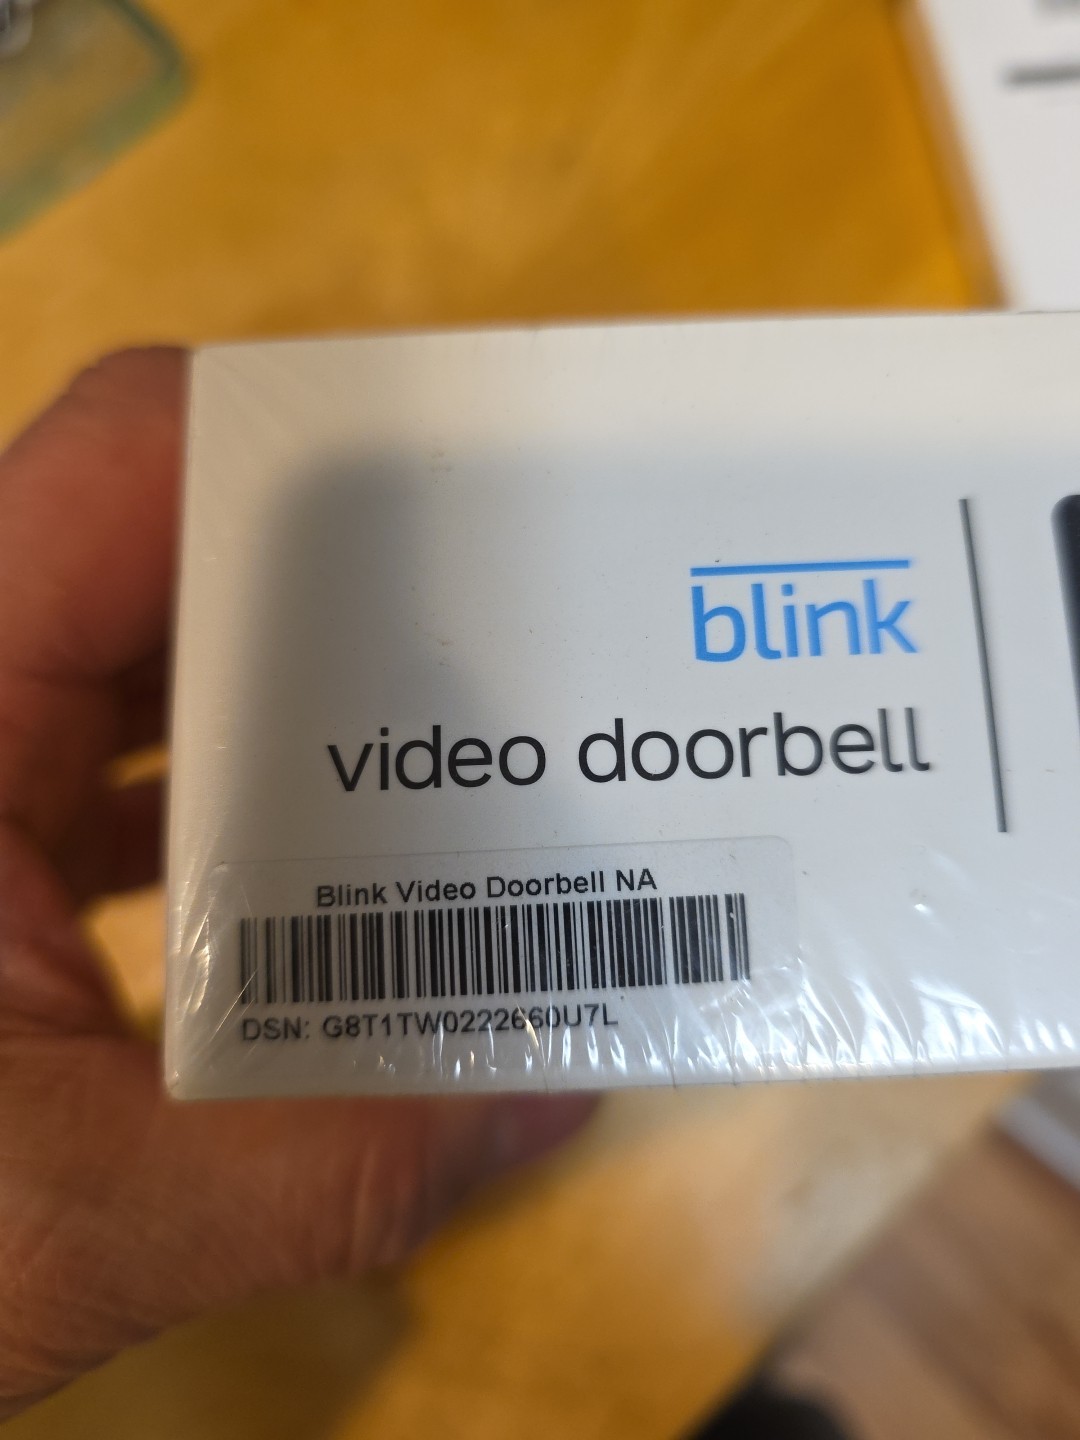 blink
video doorbell
Blink Video Doorbell NA
DSN: G8T1TW0222660U7L